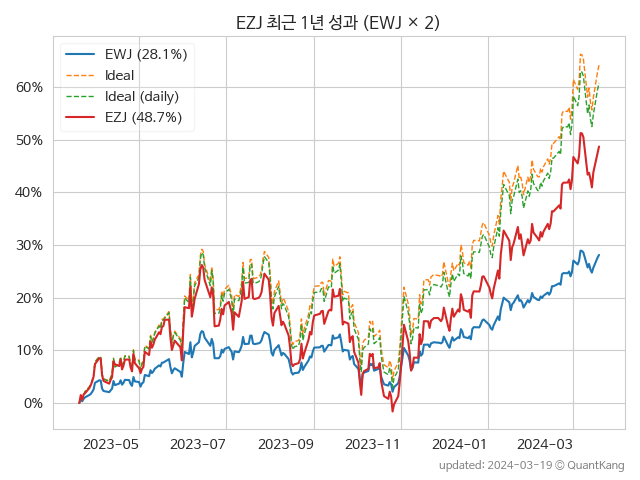 EZJ 최근 1년 성과 (EWJ × 2)
EWJ (28.1%)
Ideal
Ideal (daily)
EZJ (48.7%)
60%
50%
40%
30%
20%
10%
0%
2023-05 2023-07 2023-09 2023-11 2024-01 2024-03
updated: 2024-03-19 ⓒ QuantKang